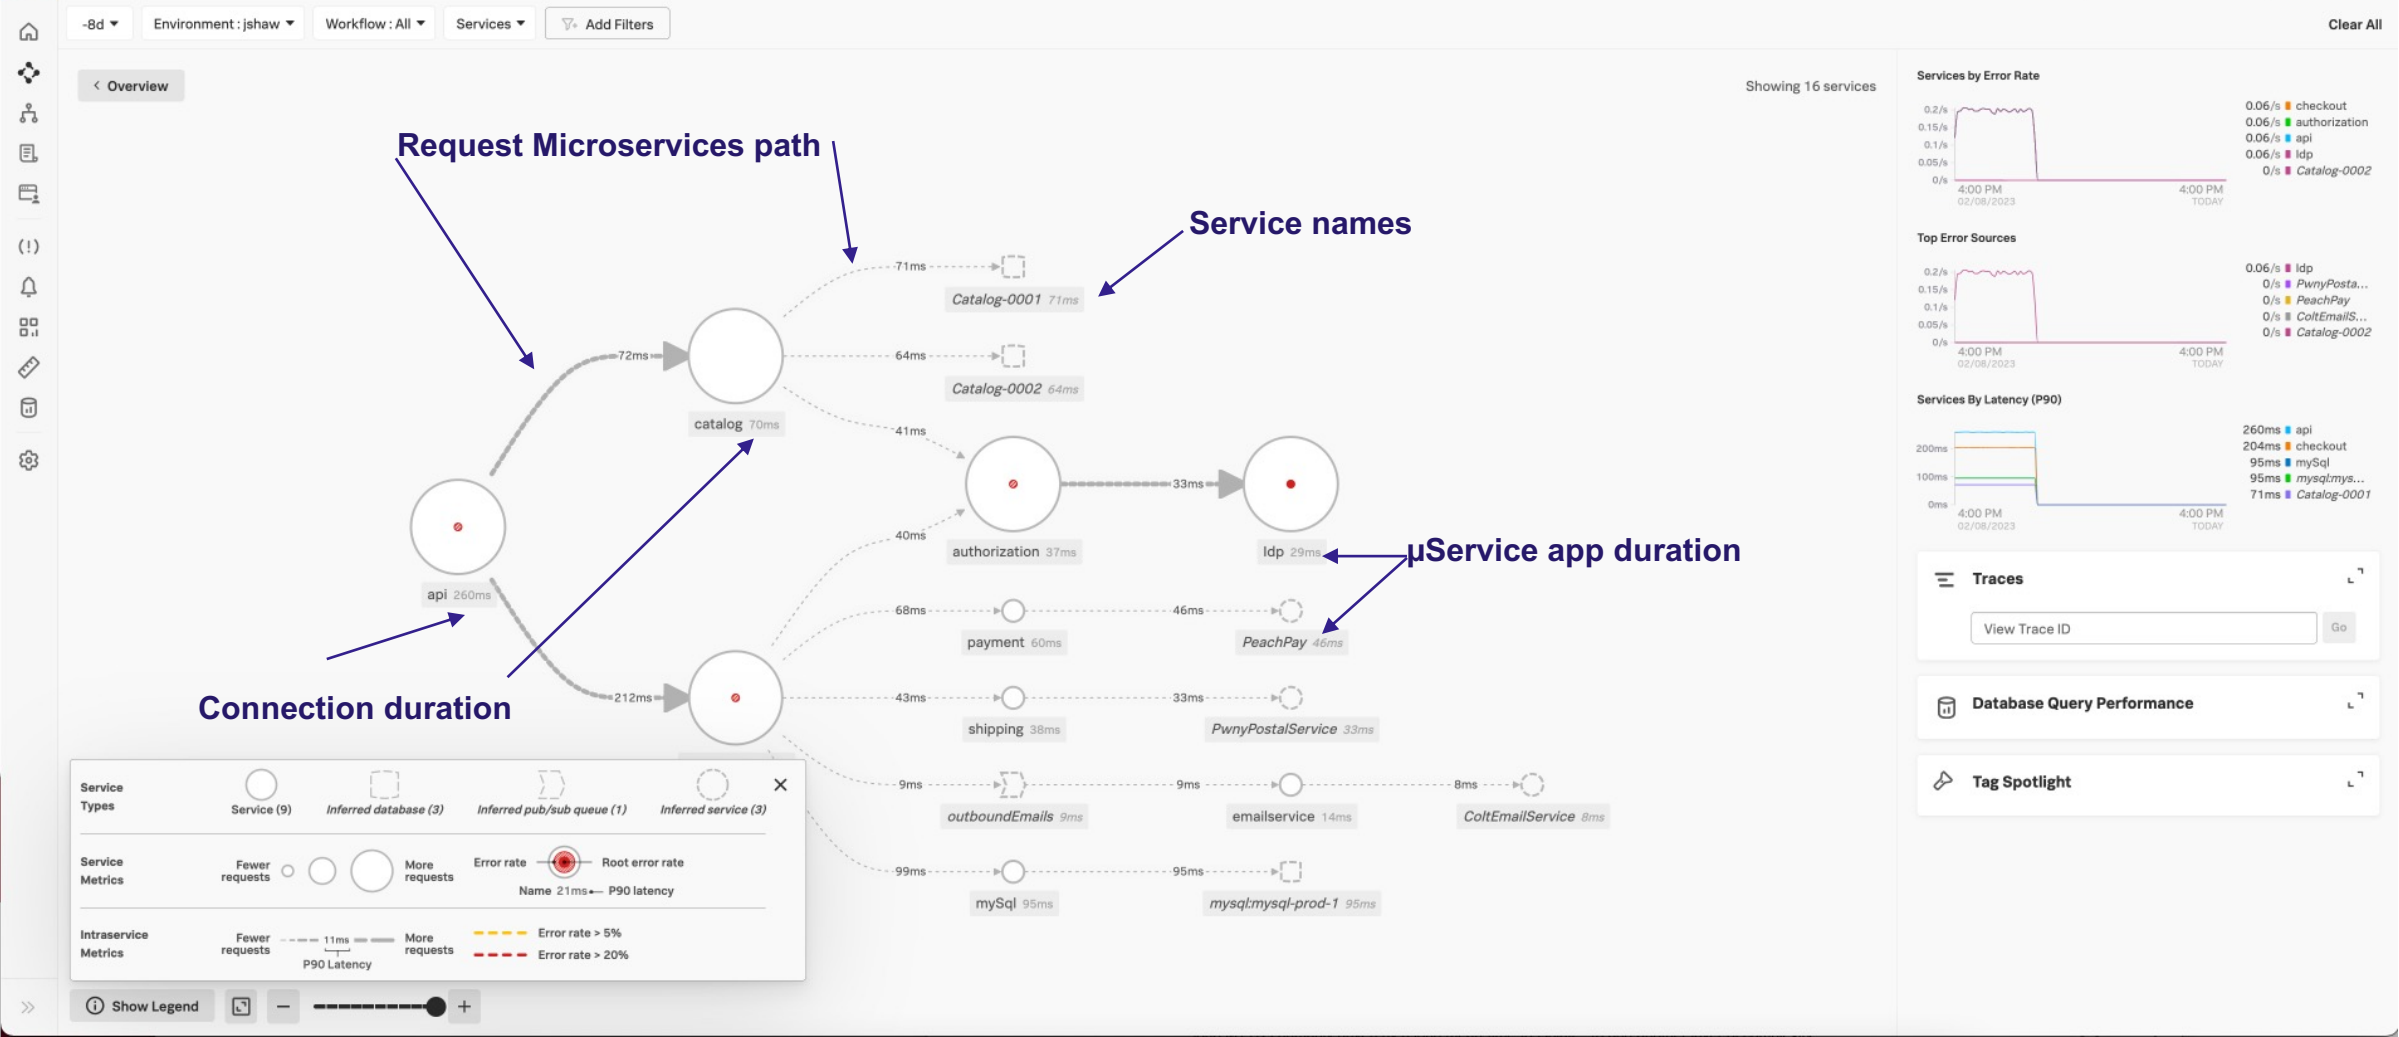 -8d
Environment : jshaw
Workflow : All
Services
Add Filters
Clear All
Overview
Showing 16 services
Request Microservices path
Service names
71ms
Catalog-0001 71ms
72ms
64ms
Catalog-0002 64ms
catalog 70ms
41ms
33ms
40ms
authorization 37ms
ldp 29ms
µService app duration
api 260ms
68ms
46ms
payment 60ms
PeachPay 46ms
Connection duration
212ms
43ms
33ms
shipping 38ms
PwnyPostalService 33ms
9ms
9ms
8ms
outboundEmails 9ms
emailservice 14ms
ColtEmailService 8ms
99ms
95ms
mySql 95ms
mysql:mysql-prod-1 95ms
Service
Types
Service (9)
Inferred database (3)
Inferred pub/sub queue (1)
Inferred service (3)
Service
Metrics
Fewer
requests
More
requests
Error rate
Root error rate
Name 21ms
P90 latency
Intraservice
Metrics
Fewer
requests
11ms
P90 Latency
More
requests
Error rate > 5%
Error rate > 20%
Show Legend
Services by Error Rate
0.2/s
0.15/s
0.1/s
0.05/s
0/s
4:00 PM
02/08/2023
4:00 PM
TODAY
0.06/s checkout
0.06/s authorization
0.06/s api
0.06/s ldp
0/s Catalog-0002
Top Error Sources
0.2/s
0.15/s
0.1/s
0.05/s
0/s
4:00 PM
02/08/2023
4:00 PM
TODAY
0.06/s ldp
0/s PwnyPosta...
0/s PeachPay
0/s ColtEmailS...
0/s Catalog-0002
Services By Latency (P90)
200ms
100ms
0ms
4:00 PM
02/08/2023
4:00 PM
TODAY
260ms api
204ms checkout
95ms mySql
95ms mysql:mys...
71ms Catalog-0001
Traces
View Trace ID
Go
Database Query Performance
Tag Spotlight